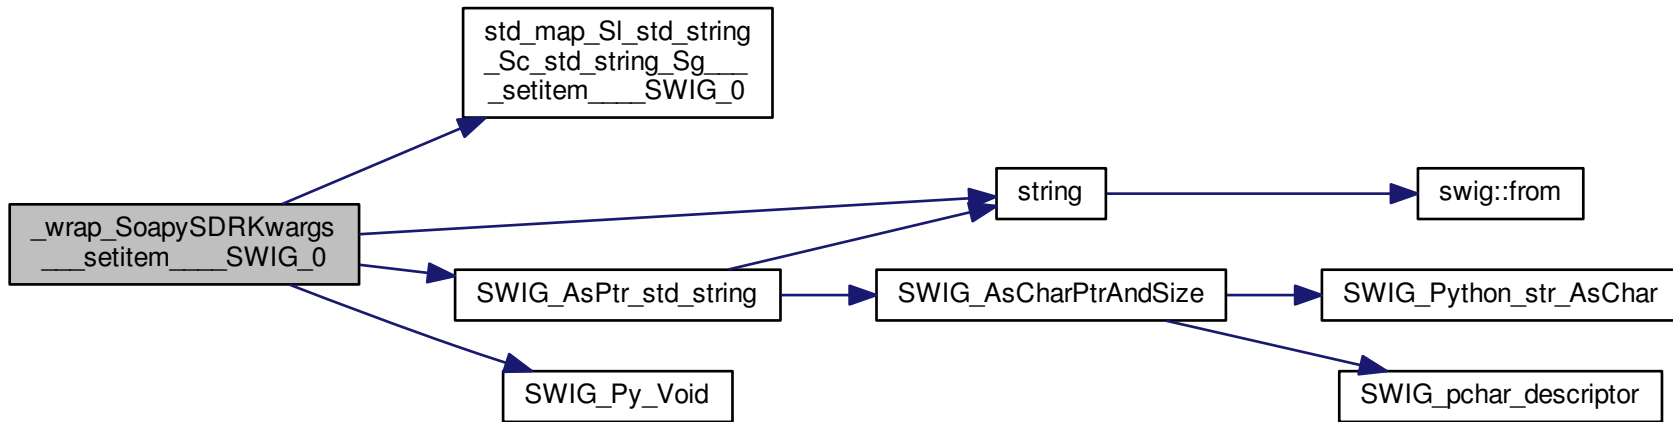 std_map_Sl_std_string
_Sc_std_string_Sg___
_setitem____SWIG_0
_wrap_SoapySDRKwargs
___setitem____SWIG_0
string
swig::from
SWIG_AsPtr_std_string
SWIG_AsCharPtrAndSize
SWIG_Python_str_AsChar
SWIG_Py_Void
SWIG_pchar_descriptor